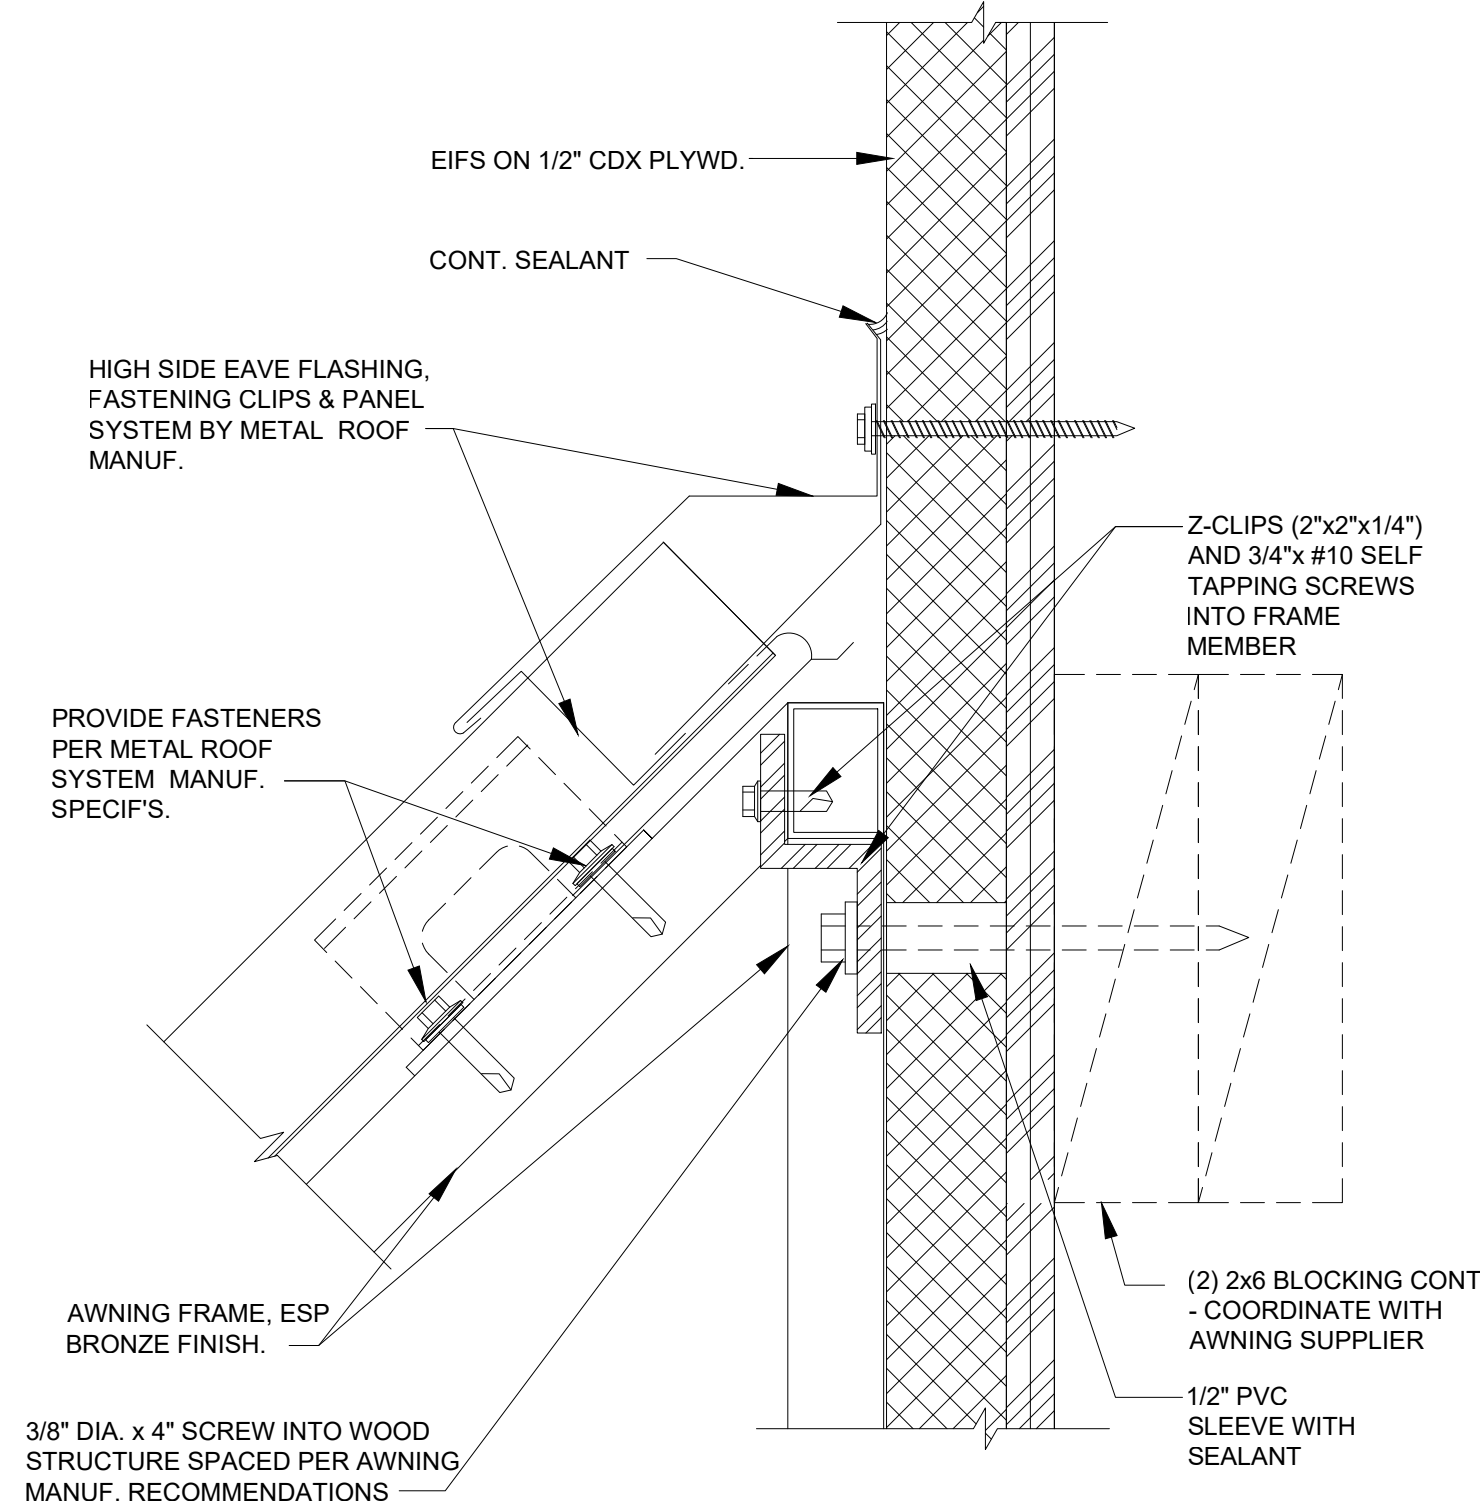 EIFS ON 1/2" CDX PLYWD.
CONT. SEALANT
HIGH SIDE EAVE FLASHING,
FASTENING CLIPS & PANEL
SYSTEM BY METAL ROOF
MANUF.
Z-CLIPS (2"x2"x1/4")
AND 3/4"x #10 SELF
TAPPING SCREWS
INTO FRAME
MEMBER
PROVIDE FASTENERS
PER METAL ROOF
SYSTEM MANUF.
SPECIF'S.
(2) 2x6 BLOCKING CONT
- COORDINATE WITH
AWNING SUPPLIER
AWNING FRAME, ESP
BRONZE FINISH.
1/2" PVC
SLEEVE WITH
SEALANT
3/8" DIA. x 4" SCREW INTO WOOD
STRUCTURE SPACED PER AWNING
MANUF. RECOMMENDATIONS